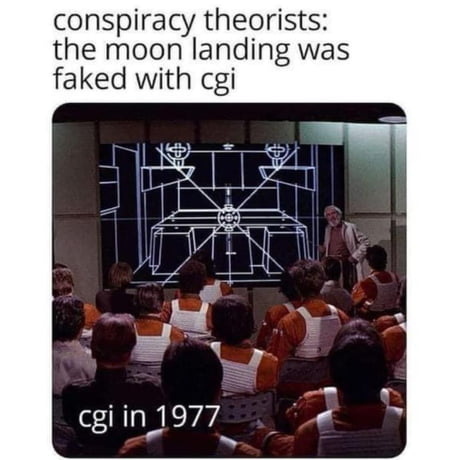 conspiracy theorists:
the moon landing was
faked with cgi
cgi in 1977